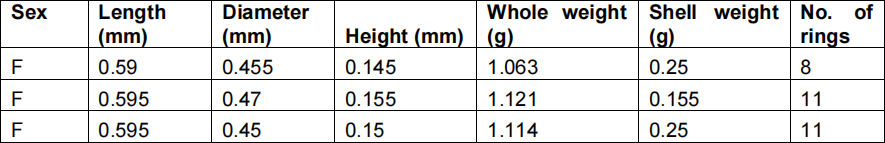 Sex Length (mm) Diameter (mm) Height (mm) Whole weight (g) Shell weight (g) No. of rings
F 0.59 0.455 0.145 1.063 0.25 8
F 0.595 0.47 0.155 1.121 0.155 11
F 0.595 0.45 0.15 1.114 0.25 11